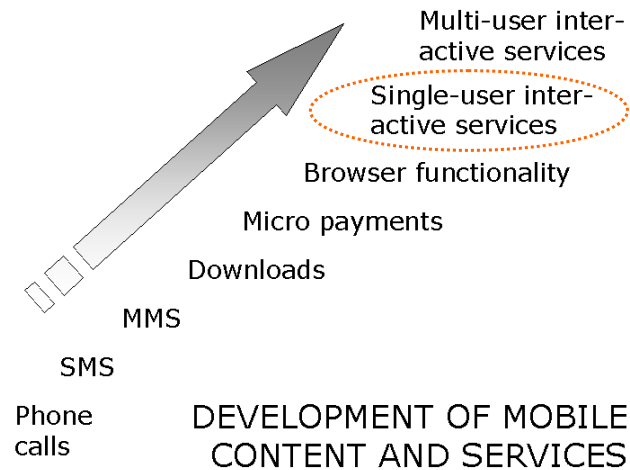 Multi-user inter-
active services
Single-user inter-
active services
Browser functionality
Micro payments
Downloads
MMS
SMS
Phone
calls
DEVELOPMENT OF MOBILE
CONTENT AND SERVICES